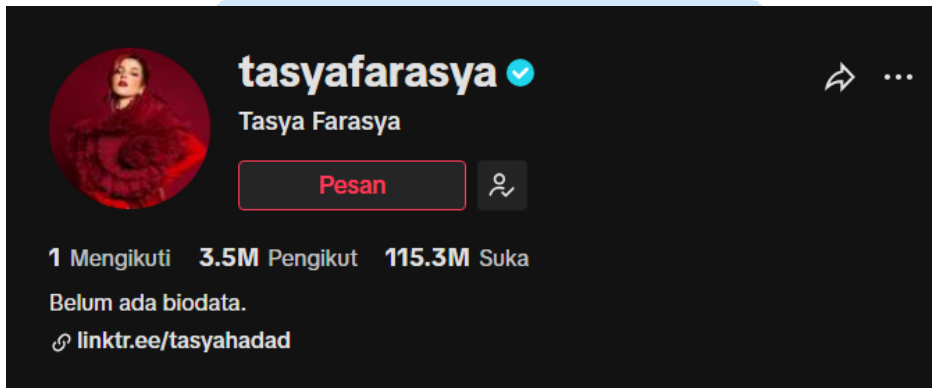 tasyafarasya
Tasya Farasya
Pesan
1 Mengikuti 3.5M Pengikut 115.3M Suka
Belum ada biodata.
linktr.ee/tasyahadad